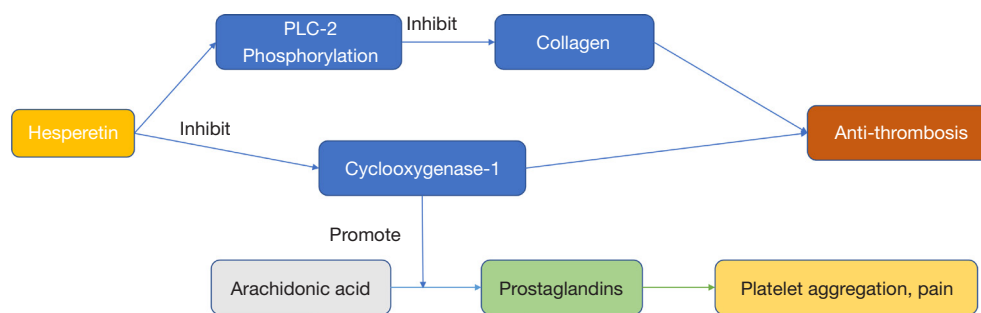 PLC-2
Phosphorylation
Inhibit
Collagen
Hesperetin
Inhibit
Anti-thrombosis
Cyclooxygenase-1
Promote
Arachidonic acid
Prostaglandins
Platelet aggregation, pain